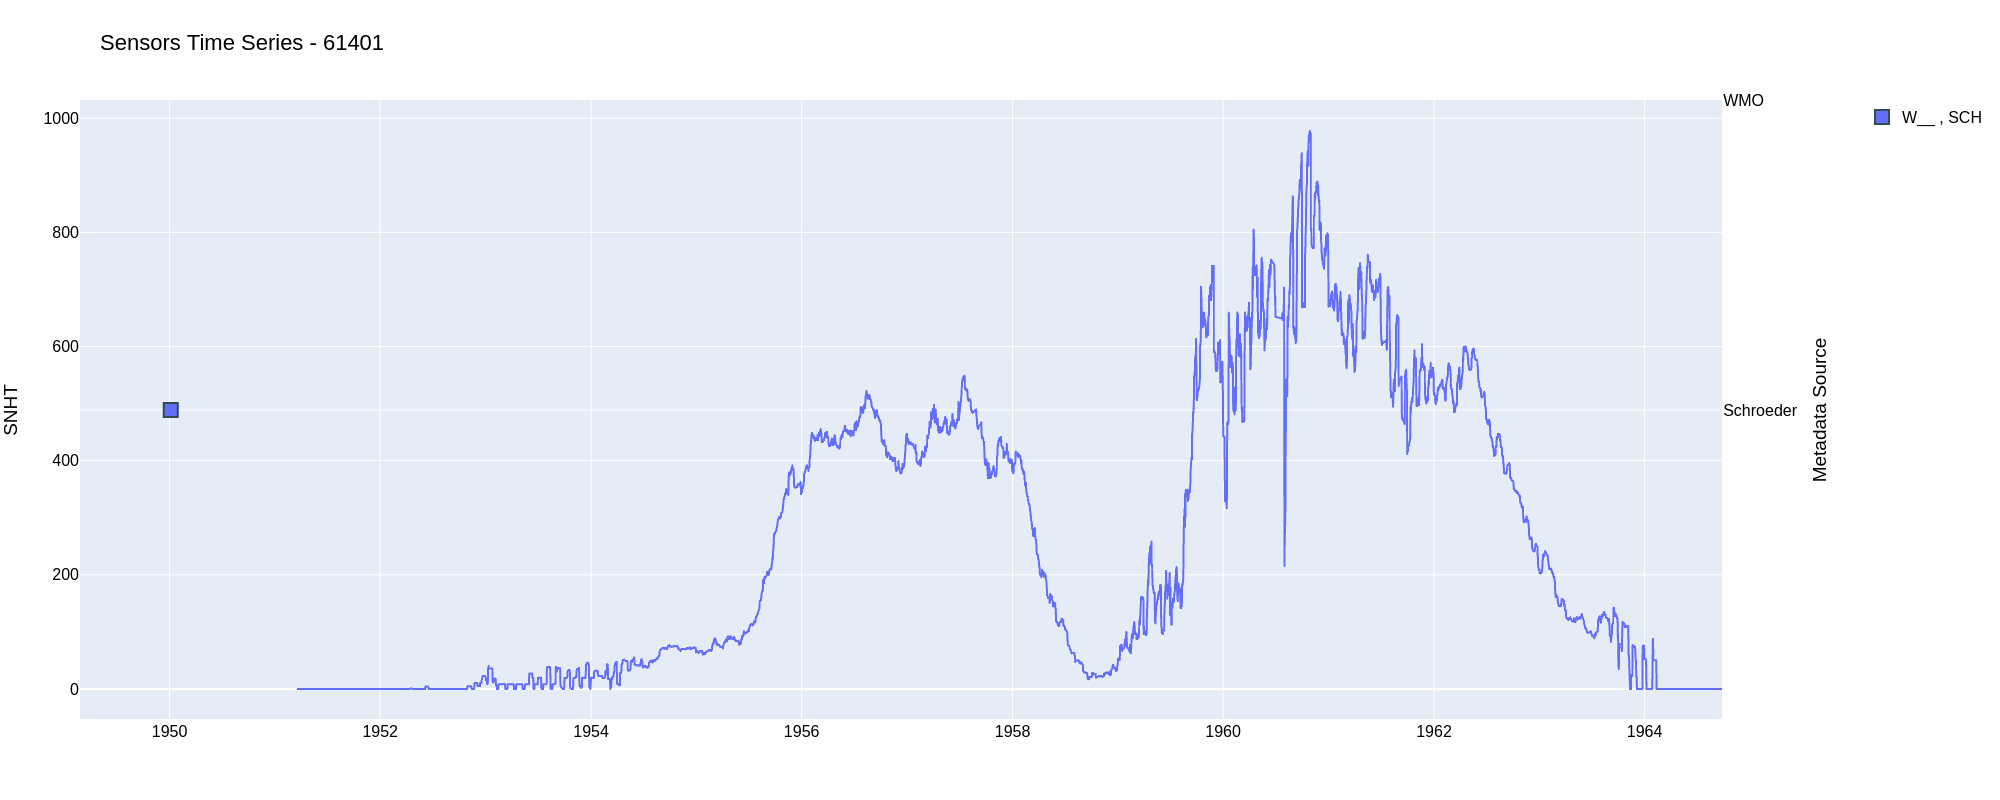 Sensors Time Series - 61401
1000
800
600
400
200
0
SNHT
1950
1952
1954
1956
1958
1960
1962
1964
WMO
Schroeder
Metadata Source
W__ , SCH